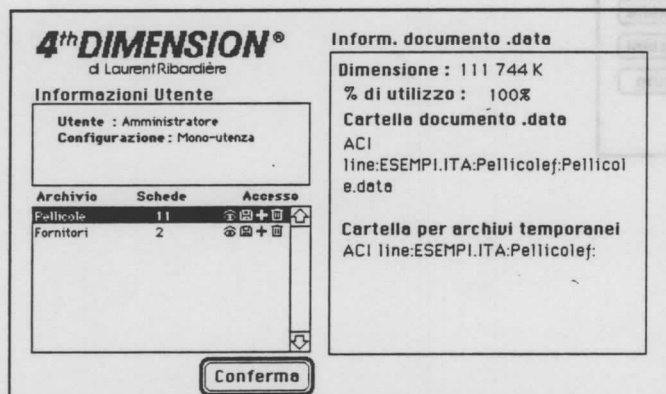 4th DIMENSION®
di Laurent Ribardière
Informazioni Utente
Utente : Amministratore
Configurazione : Mono-utenza
Archivio Schede Accesso
Pellicole 11
Fornitori 2
Conferma
Inform. documento .data
Dimensione : 111 744 K
% di utilizzo : 100%
Cartella documento .data
ACI
line:ESEMPI.ITA:Pellicolef:Pellicol
e.data
Cartella per archivi temporanei
ACI line:ESEMPI.ITA:Pellicolef: